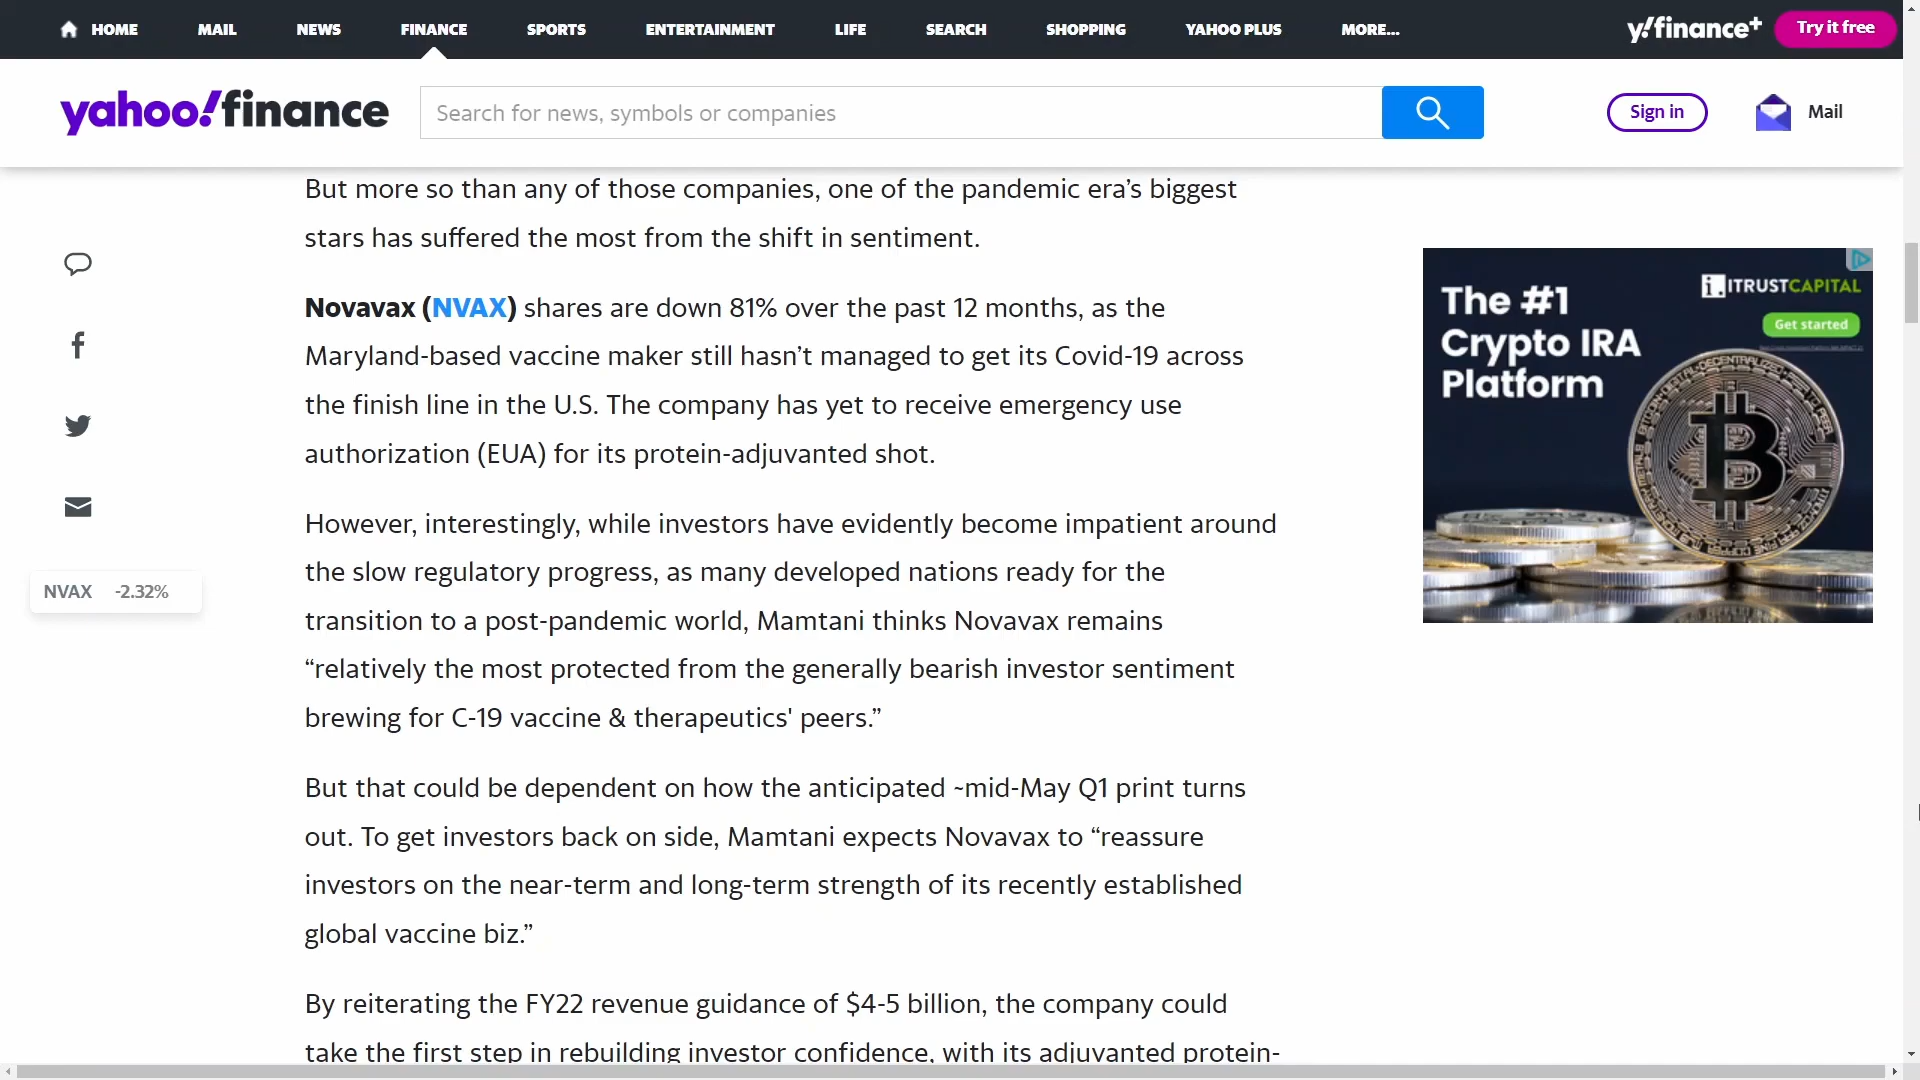 HOME MAIL NEWS FINANCE SPORTS ENTERTAINMENT LIFE SEARCH SHOPPING YAHOO PLUS MORE... y!finance+ Try it free
yahoo!finance Search for news, symbols or companies Sign in Mail
But more so than any of those companies, one of the pandemic era’s biggest
stars has suffered the most from the shift in sentiment.
Novavax (NVAX) shares are down 81% over the past 12 months, as the
Maryland-based vaccine maker still hasn’t managed to get its Covid-19 across
the finish line in the U.S. The company has yet to receive emergency use
authorization (EUA) for its protein-adjuvanted shot.
However, interestingly, while investors have evidently become impatient around
the slow regulatory progress, as many developed nations ready for the
transition to a post-pandemic world, Mamtani thinks Novavax remains
“relatively the most protected from the generally bearish investor sentiment
brewing for C-19 vaccine & therapeutics' peers.”
But that could be dependent on how the anticipated ~mid-May Q1 print turns
out. To get investors back on side, Mamtani expects Novavax to “reassure
investors on the near-term and long-term strength of its recently established
global vaccine biz.”
By reiterating the FY22 revenue guidance of $4-5 billion, the company could
take the first step in rebuilding investor confidence, with its adjuvanted protein-
NVAX -2.32%
The #1
Crypto IRA
Platform
ITRUSTCAPITAL
Get started